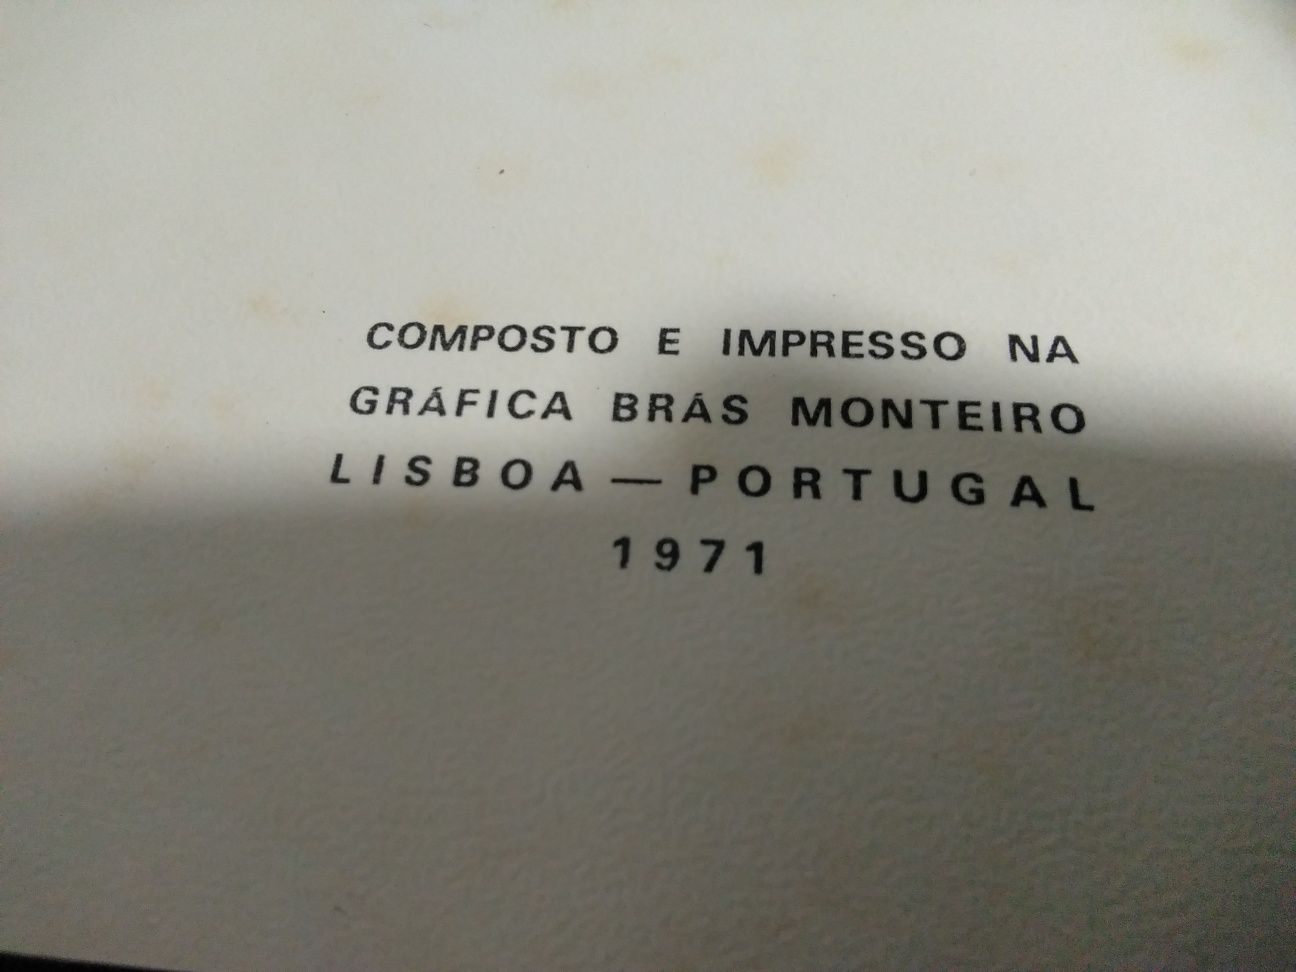 COMPOSTO E IMPRESSO NA
GRÁFICA BRÁS MONTEIRO
LISBOA — PORTUGAL
1971